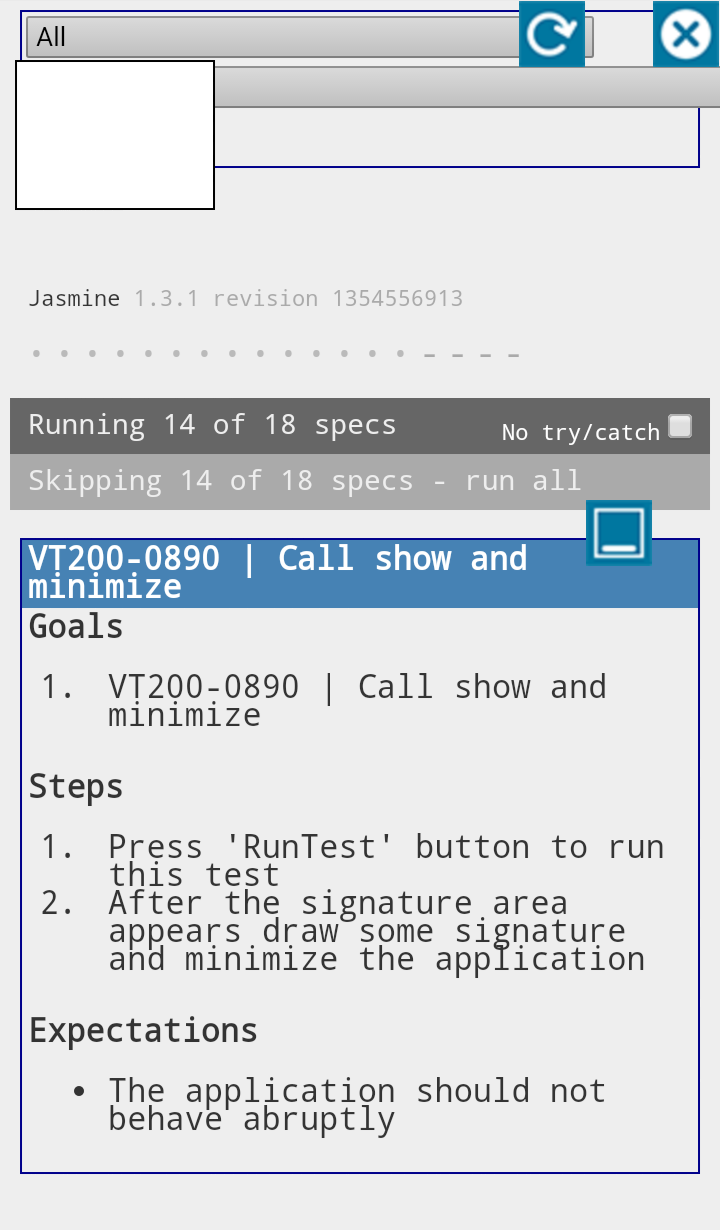 All
Jasmine 1.3.1 revision 1354556913
Running 14 of 18 specs
No try/catch
Skipping 14 of 18 specs - run all
VT200-0890 | Call show and
minimize
Goals
1. VT200-0890 | Call show and
minimize
Steps
1. Press 'RunTest' button to run
this test
2. After the signature area
appears draw some signature
and minimize the application
Expectations
• The application should not
behave abruptly